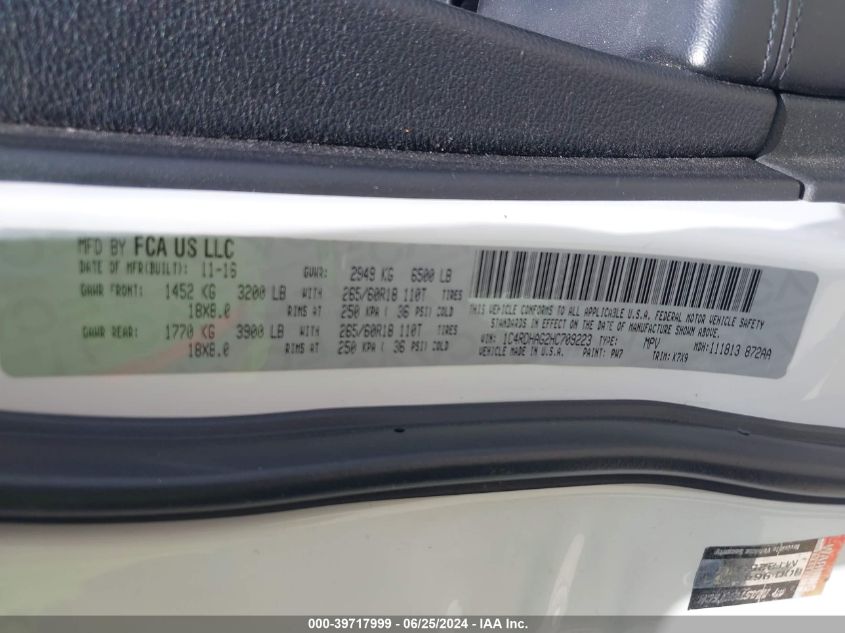 MFD BY FCA US LLC
DATE OF MFR(BUILT): 11-16 GVWR: 2949 KG 6500 LB
GAWR FRONT: 1452 KG 3200 LB WITH 265/60R18 110T TIRES
18X8.0 RIMS AT 250 KPA ( 36 PSI) COLD
GAWR REAR: 1770 KG 3900 LB WITH 265/60R18 110T TIRES
18X8.0 RIMS AT 250 KPA ( 36 PSI) COLD
THIS VEHICLE CONFORMS TO ALL APPLICABLE U.S.A. FEDERAL MOTOR VEHICLE SAFETY
STANDARDS IN EFFECT ON THE DATE OF MANUFACTURE SHOWN ABOVE.
VIN: 1C4RDHAG2HC709223 TYPE: MPV MDH: 111813 872AA
VEHICLE MADE IN U.S.A. PAINT: PW7 TRIM: K7X9
WARNING
Vehicle Security
000-39717999 - 06/25/2024 - IAA Inc.